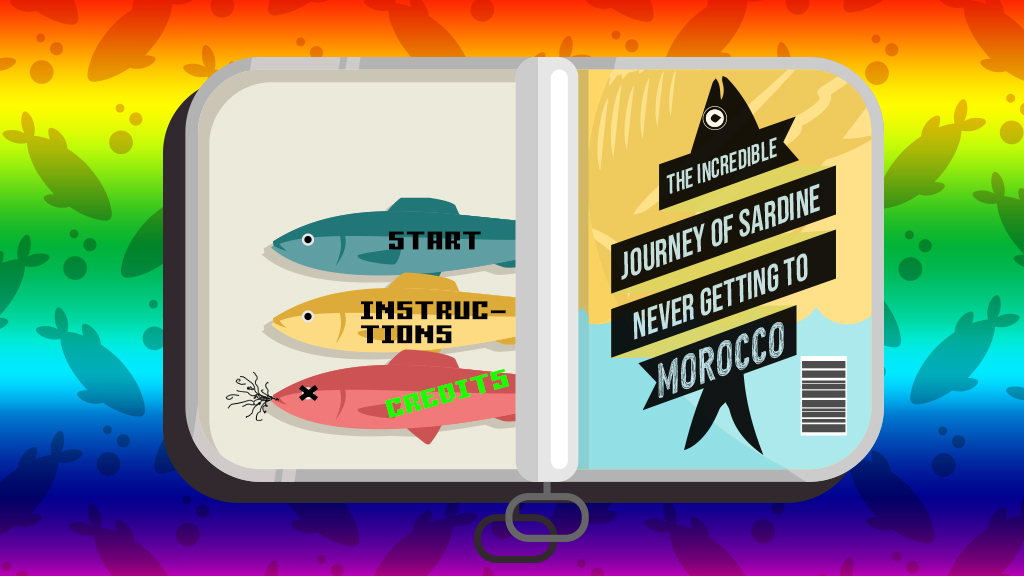 START
INSTRUC-
TIONS
CREDITS
THE INCREDIBLE
JOURNEY OF SARDINE
NEVER GETTING TO
MOROCCO